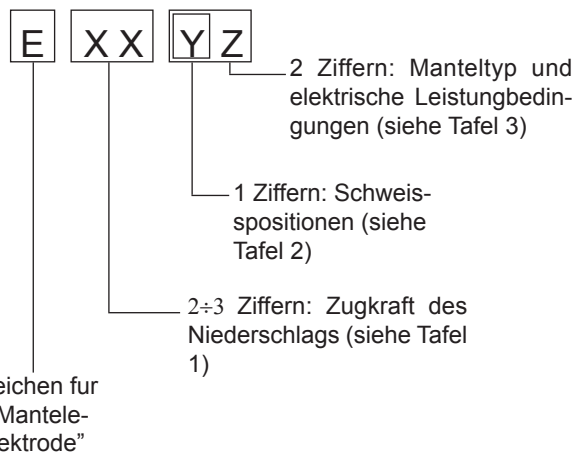 E XX YZ
2 Ziffern: Manteltyp und
elektrische Leistungbedin-
gungen (siehe Tafel 3)
1 Ziffern: Schweis-
spositionen (siehe
Tafel 2)
2÷3 Ziffern: Zugkraft des
Niederschlags (siehe Tafel
1)
eichen fur
Mantele-
ektrode”